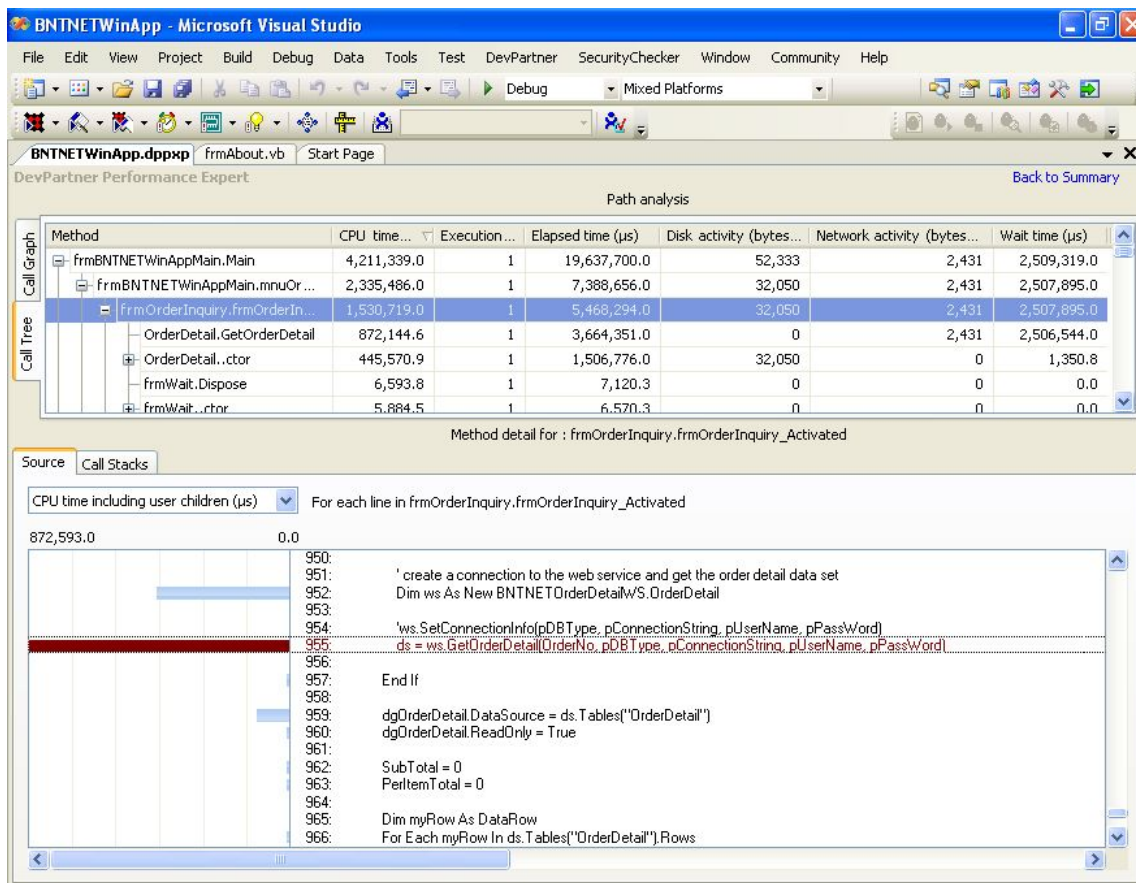 BNTNETWinApp - Microsoft Visual Studio
File Edit View Project Build Debug Data Tools Test DevPartner SecurityChecker Window Community Help
Debug Mixed Platforms
BNTNETWinApp.dppxp frmAbout.vb Start Page
DevPartner Performance Expert Back to Summary
Path analysis
Call Graph
Call Tree
Method CPU time... Execution... Elapsed time (µs) Disk activity (bytes... Network activity (bytes... Wait time (µs)
frmBNTNETWinAppMain.Main 4,211,339.0 1 19,637,700.0 52,333 2,431 2,509,319.0
frmBNTNETWinAppMain.mnuOr... 2,335,486.0 1 7,388,656.0 32,050 2,431 2,507,895.0
frmOrderInquiry.frmOrderIn... 1,530,719.0 1 5,468,294.0 32,050 2,431 2,507,895.0
OrderDetail.GetOrderDetail 872,144.6 1 3,664,351.0 0 2,431 2,506,544.0
OrderDetail..ctor 445,570.9 1 1,506,776.0 32,050 0 1,350.8
frmWait.Dispose 6,593.8 1 7,120.3 0 0 0.0
frmWait..ctor 5,884.5 1 6,570.3 0 0 0.0
Method detail for : frmOrderInquiry.frmOrderInquiry_Activated
Source Call Stacks
CPU time including user children (µs) For each line in frmOrderInquiry.frmOrderInquiry_Activated
872,593.0 0.0
950:
951: ' create a connection to the web service and get the order detail data set
952: Dim ws As New BNTNETOrderDetailWS.OrderDetail
953:
954: 'ws.SetConnectionInfo(pDBType, pConnectionString, pUserName, pPassWord)
955: ds = ws.GetOrderDetail(OrderNo, pDBType, pConnectionString, pUserName, pPassWord)
956:
957: End If
958:
959: dgOrderDetail.DataSource = ds.Tables("OrderDetail")
960: dgOrderDetail.ReadOnly = True
961:
962: SubTotal = 0
963: PerItemTotal = 0
964:
965: Dim myRow As DataRow
966: For Each myRow In ds.Tables("OrderDetail").Rows